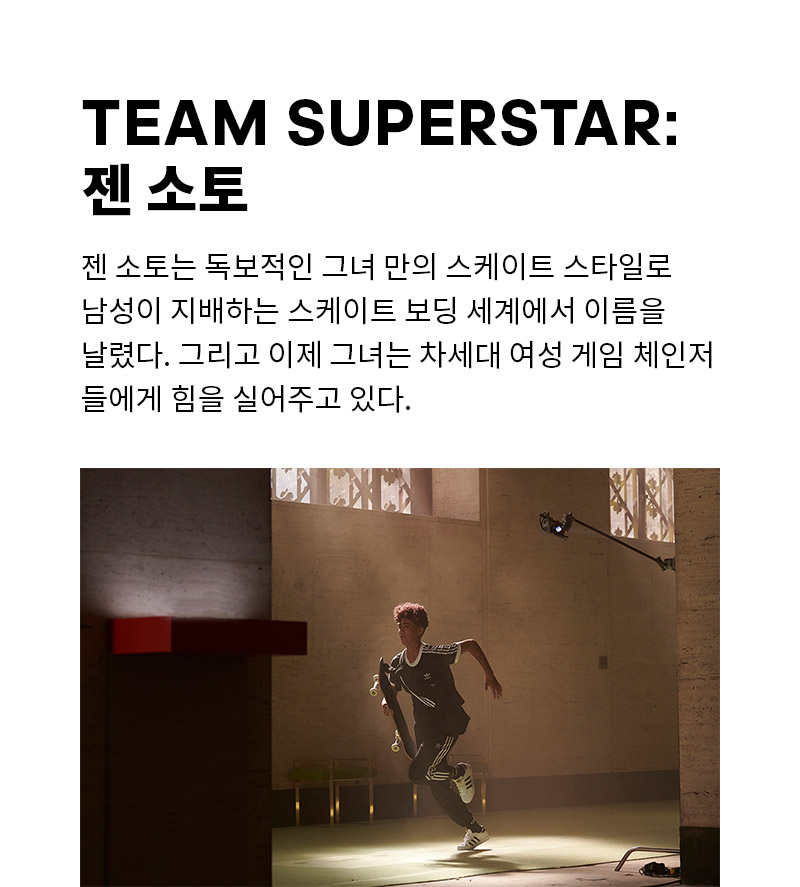 TEAM SUPERSTAR:
젠 소토
젠 소토는 독보적인 그녀 만의 스케이트 스타일로
남성이 지배하는 스케이트 보딩 세계에서 이름을
날렸다. 그리고 이제 그녀는 차세대 여성 게임 체인저
들에게 힘을 실어주고 있다.